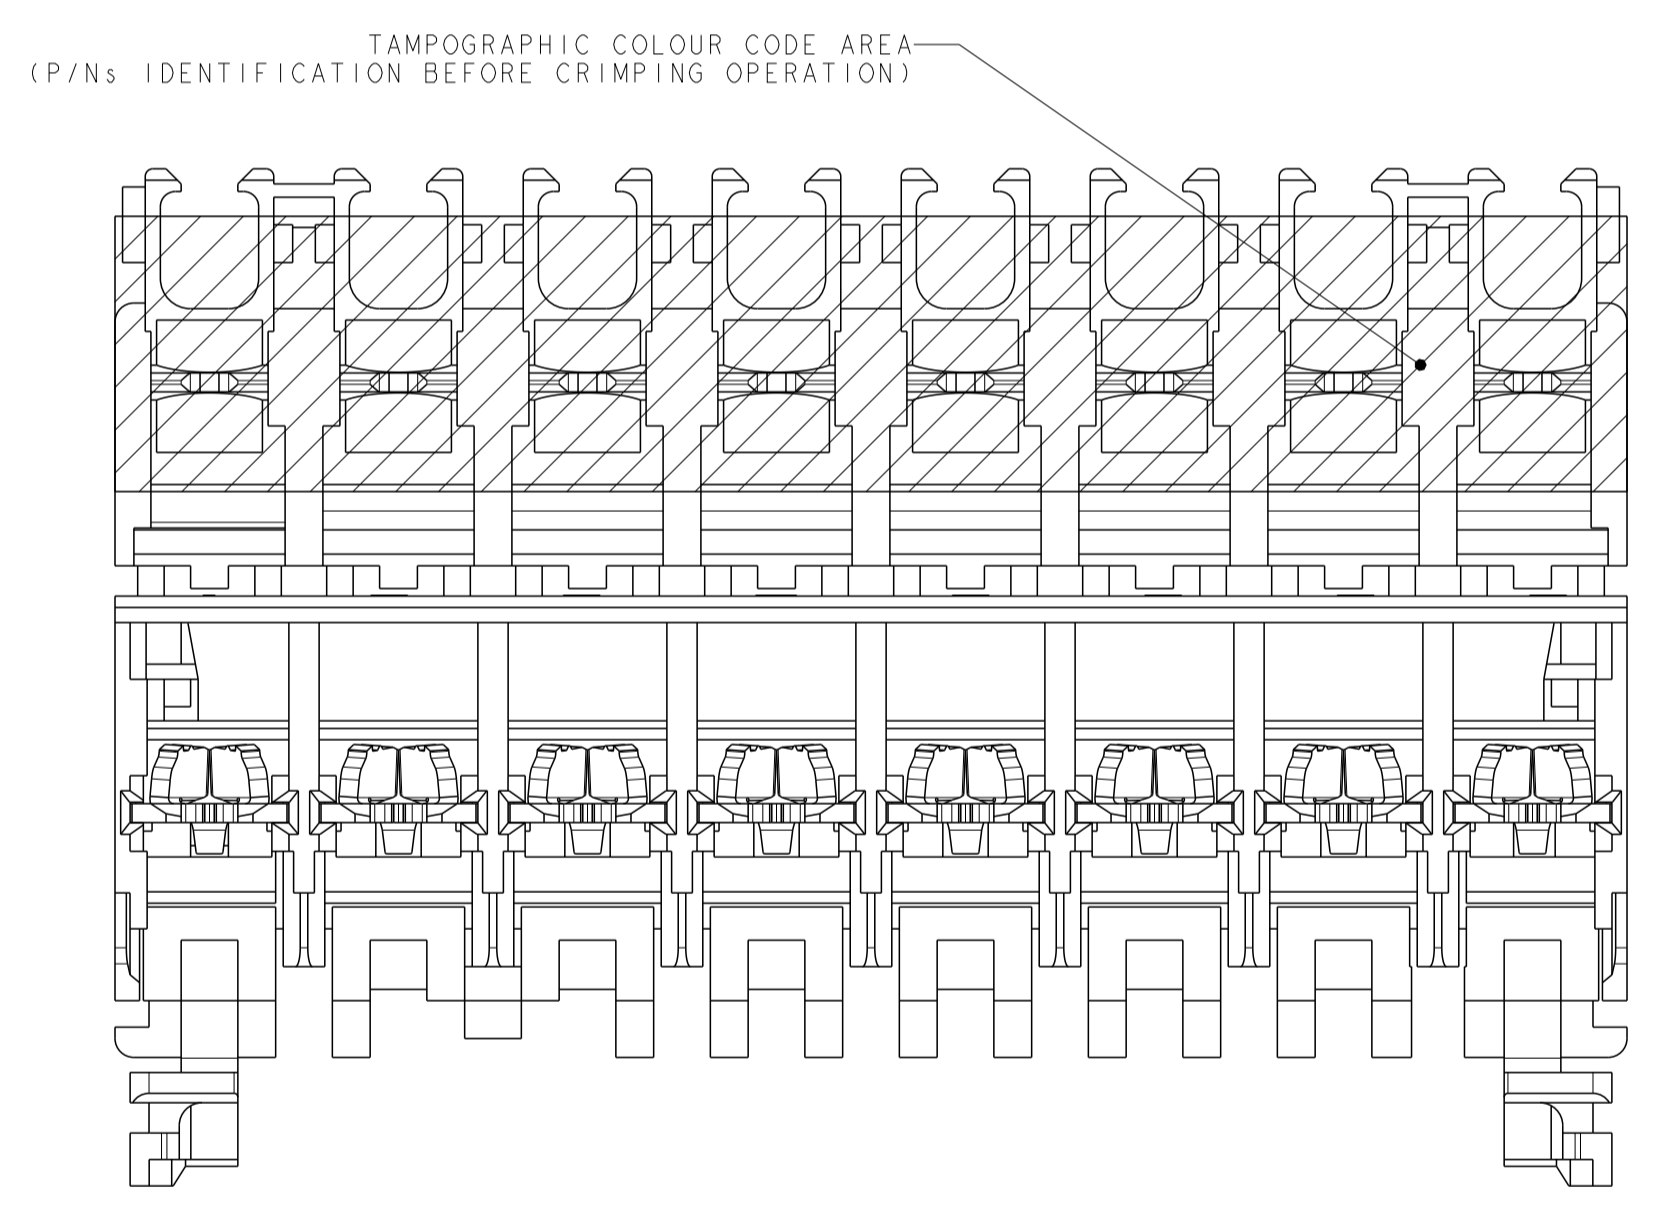 TAMPOGRAPHIC COLOUR CODE AREA
(P/Ns IDENTIFICATION BEFORE CRIMPING OPERATION)